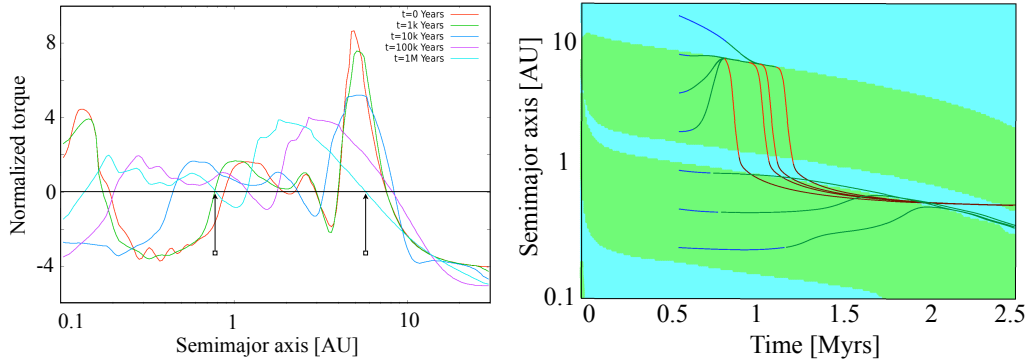 t=0 Years
t=1k Years
t=10k Years
t=100k Years
t=1M Years
Normalized torque
8
4
0
-4
0.1
1
10
Semimajor axis [AU]
Semimajor axis [AU]
10
1
0.1
0
0.5
1
1.5
2
2.5
Time [Myrs]